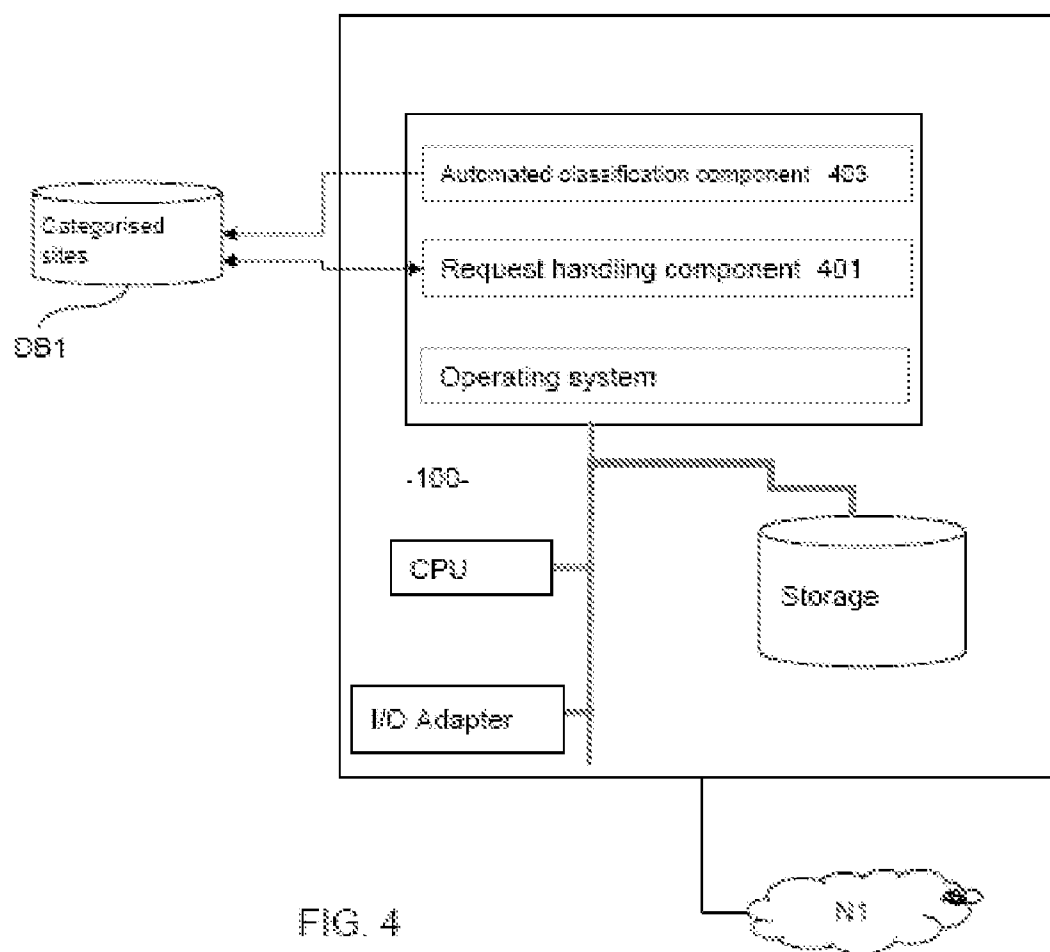 Automated classification component 403
Categorised
sites
Request handling component 401
DB1
Operating system
-100-
CPU
Storage
I/O Adapter
N1
FIG. 4